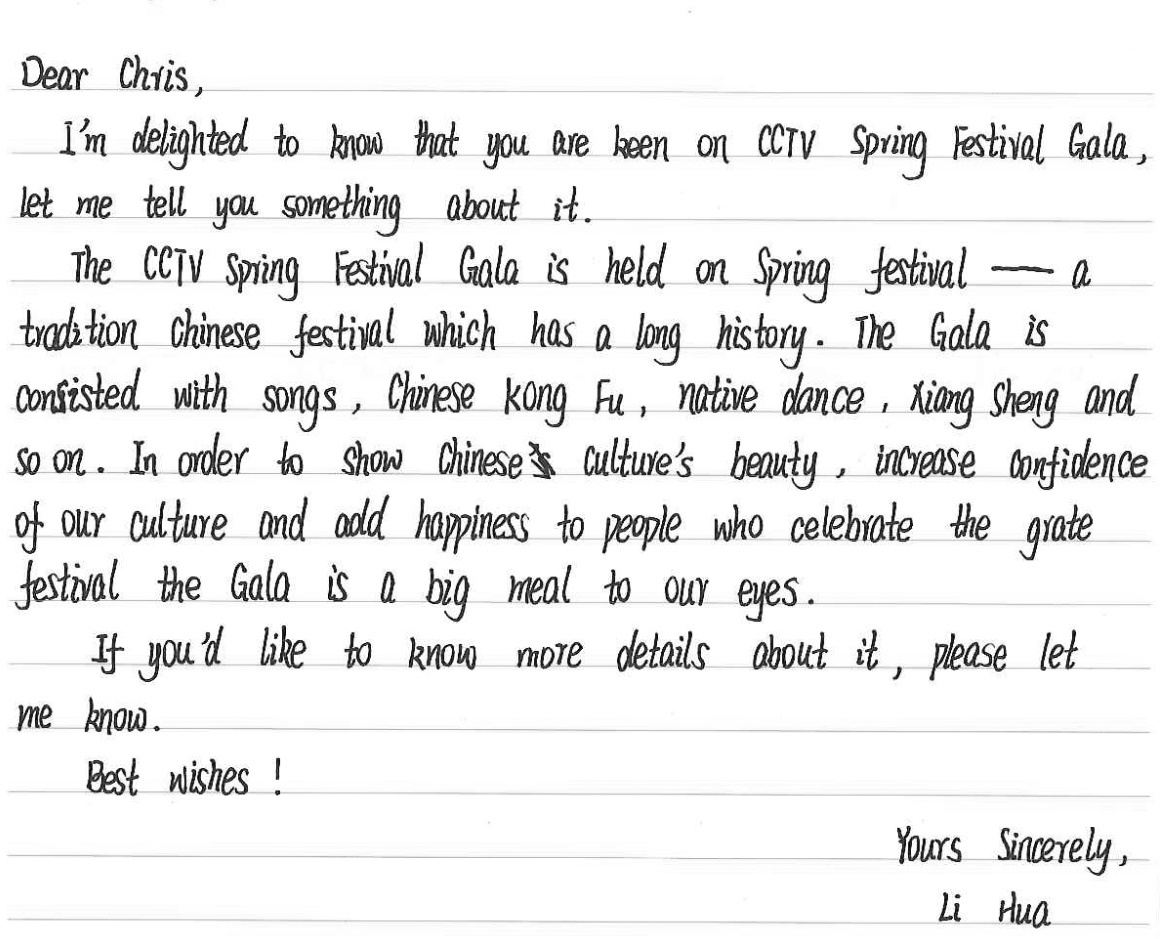 Dear Chris,
I'm delighted to know that you are keen on CCTV Spring Festival Gala,
let me tell you something about it.
The CCTV Spring Festival Gala is held on Spring festival — a
tradition Chinese festival which has a long history. The Gala is
consisted with songs, Chinese Kong Fu, native dance, Xiang Sheng and
so on. In order to show Chinese culture's beauty, increase confidence
of our culture and add happiness to people who celebrate the grate
festival the Gala is a big meal to our eyes.
If you'd like to know more details about it, please let
me know.
Best wishes!
Yours Sincerely,
Li Hua